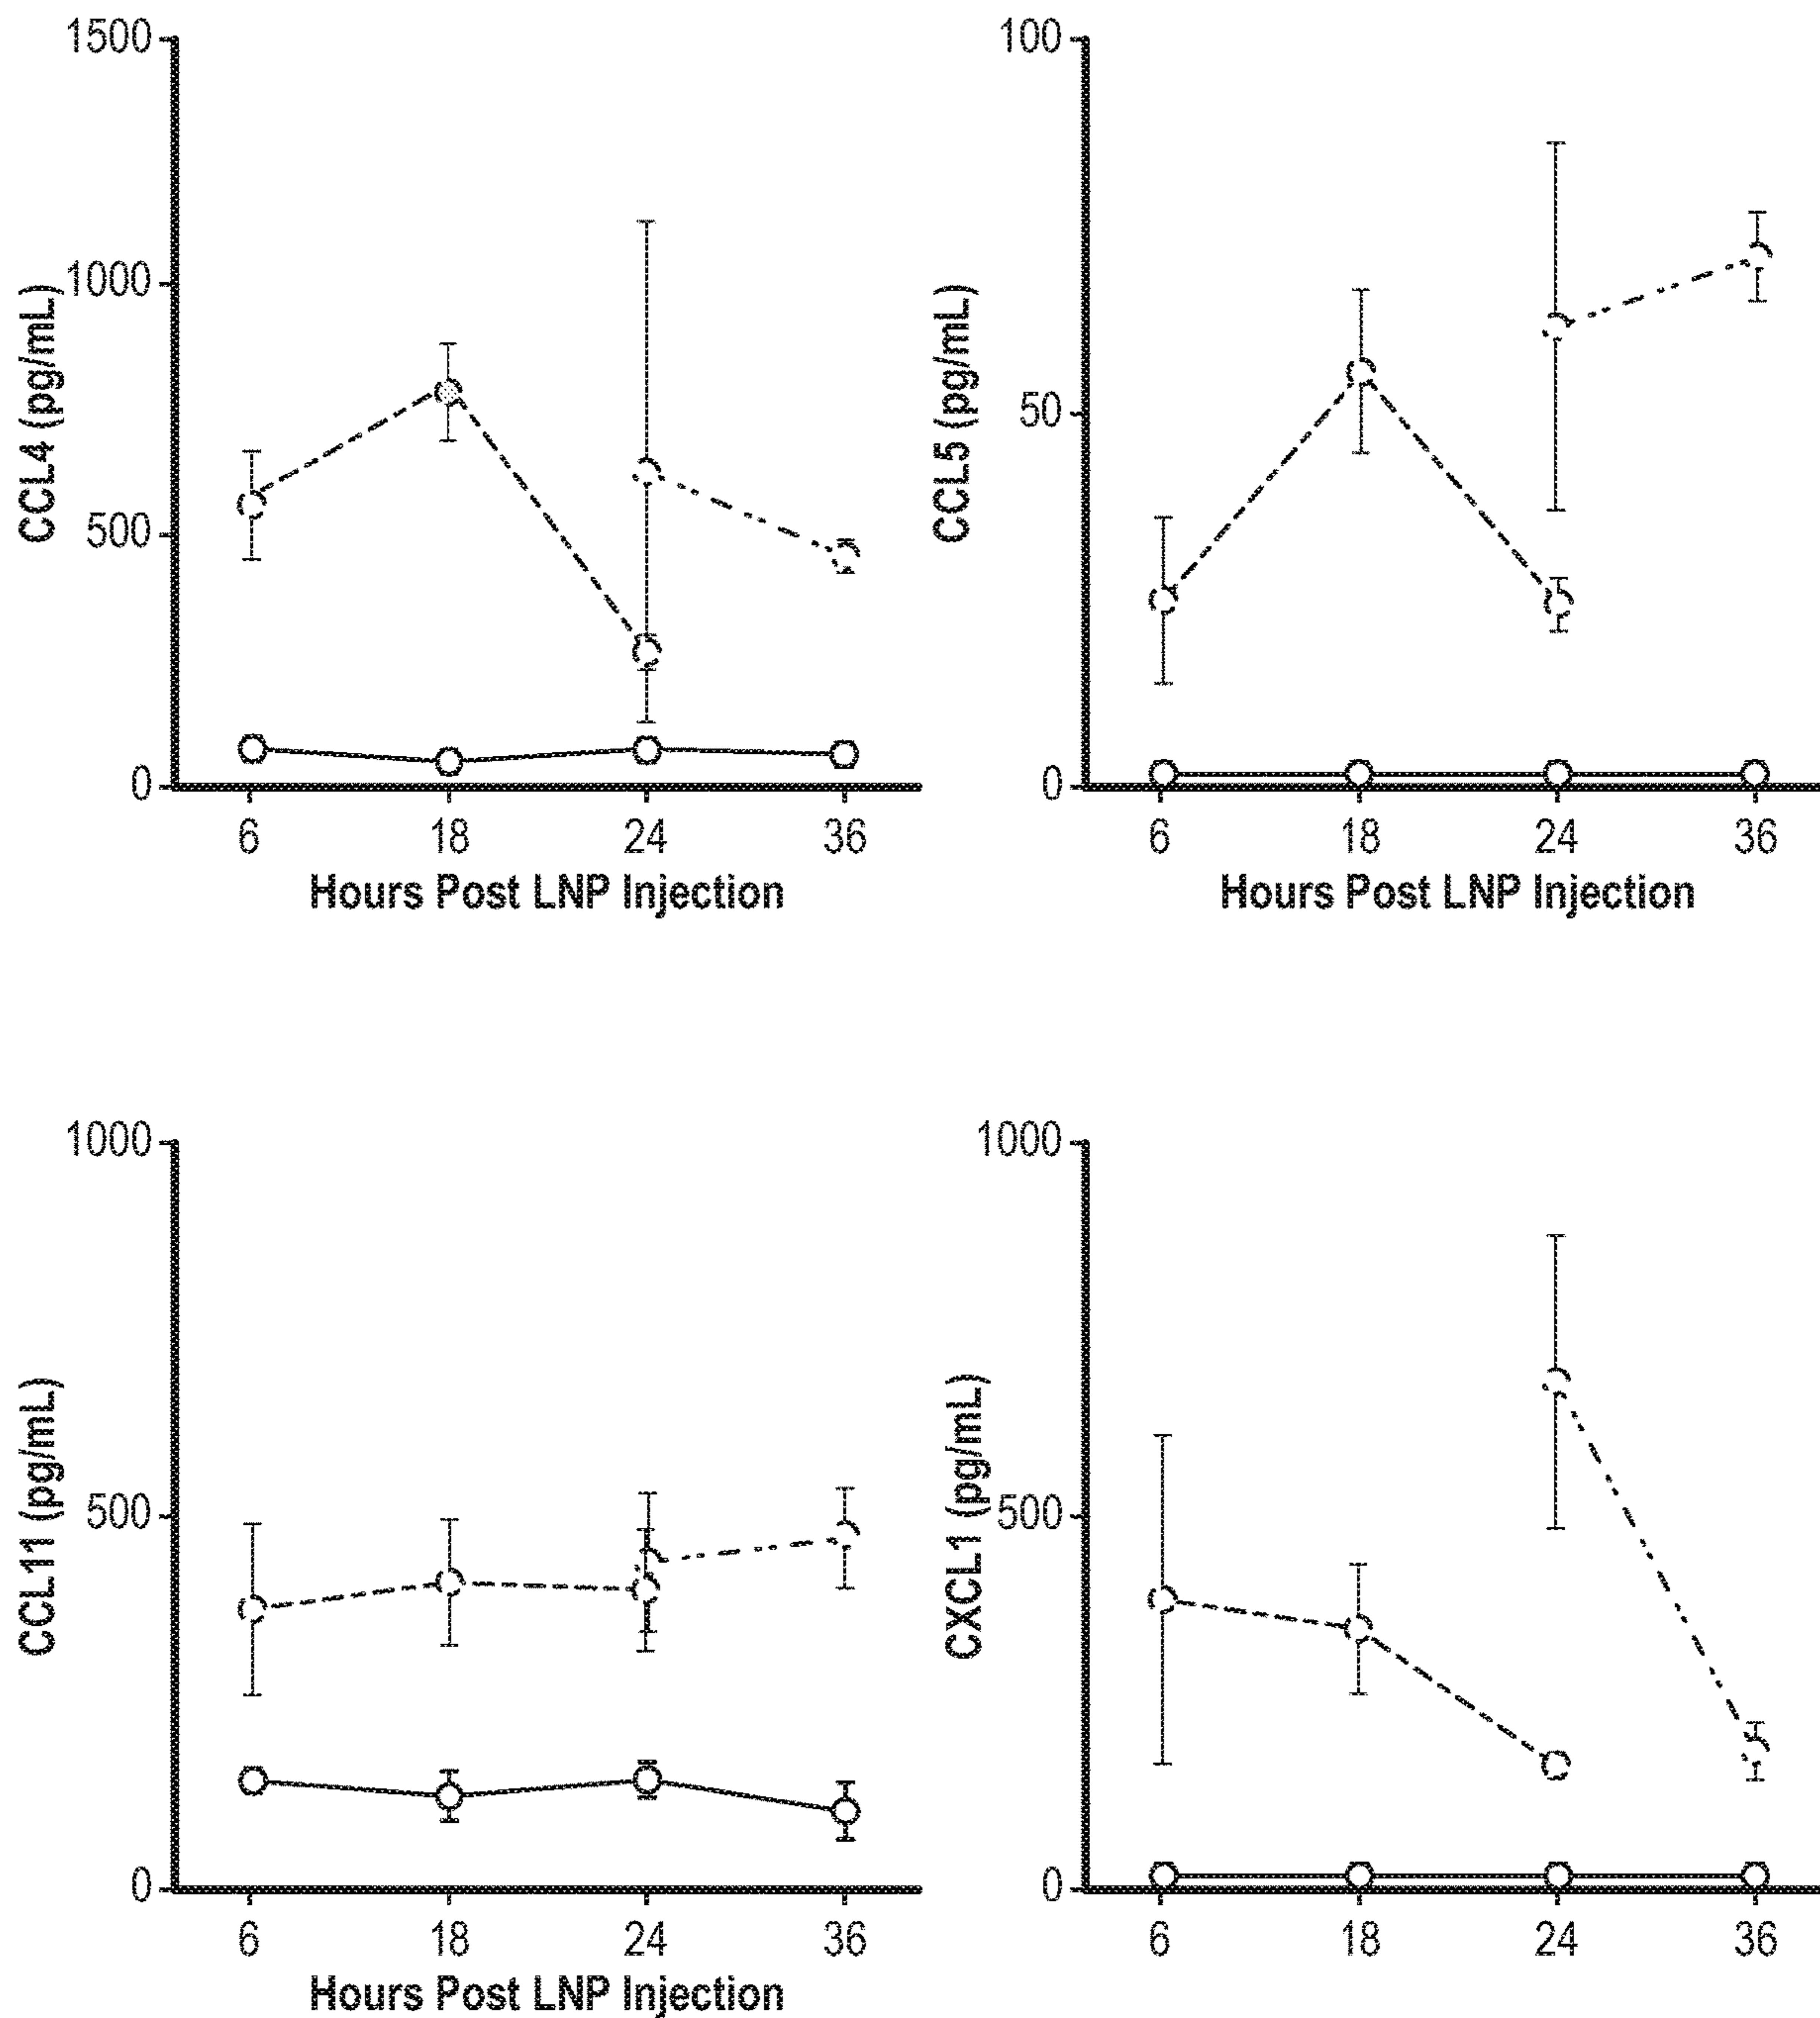 1500
1000
500
0
CCL4 (pg/mL)
6 18 24 36
Hours Post LNP Injection
100
50
0
CCL5 (pg/mL)
6 18 24 36
Hours Post LNP Injection
1000
500
0
CCL11 (pg/mL)
6 18 24 36
Hours Post LNP Injection
1000
500
0
CXCL1 (pg/mL)
6 18 24 36